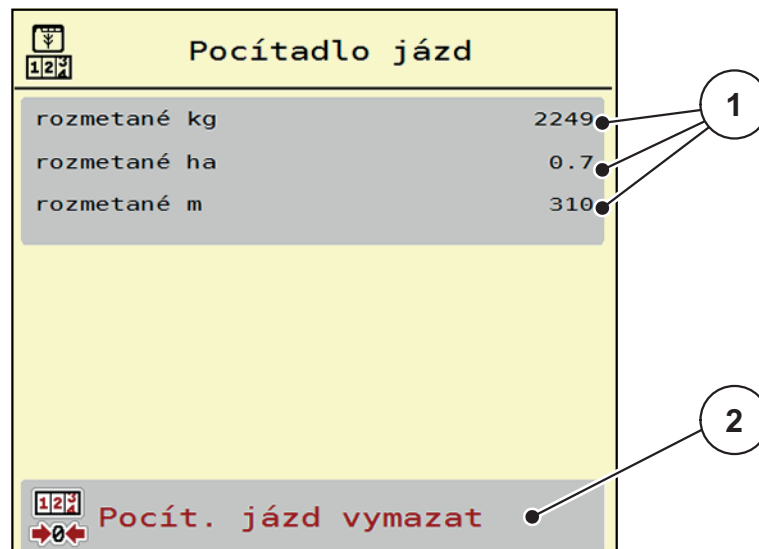 Pocítadlo jázd
rozmetané kg 2249
rozmetané ha 0.7
rozmetané m 310
Pocít. jázd vymazat
1
2